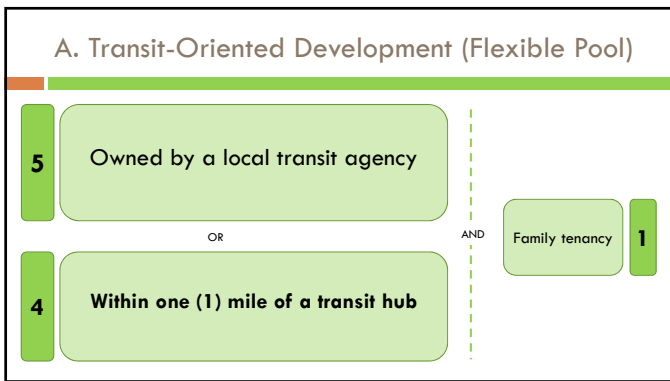 A. Transit-Oriented Development (Flexible Pool)
5
Owned by a local transit agency
OR
4
Within one (1) mile of a transit hub
AND
Family tenancy
1